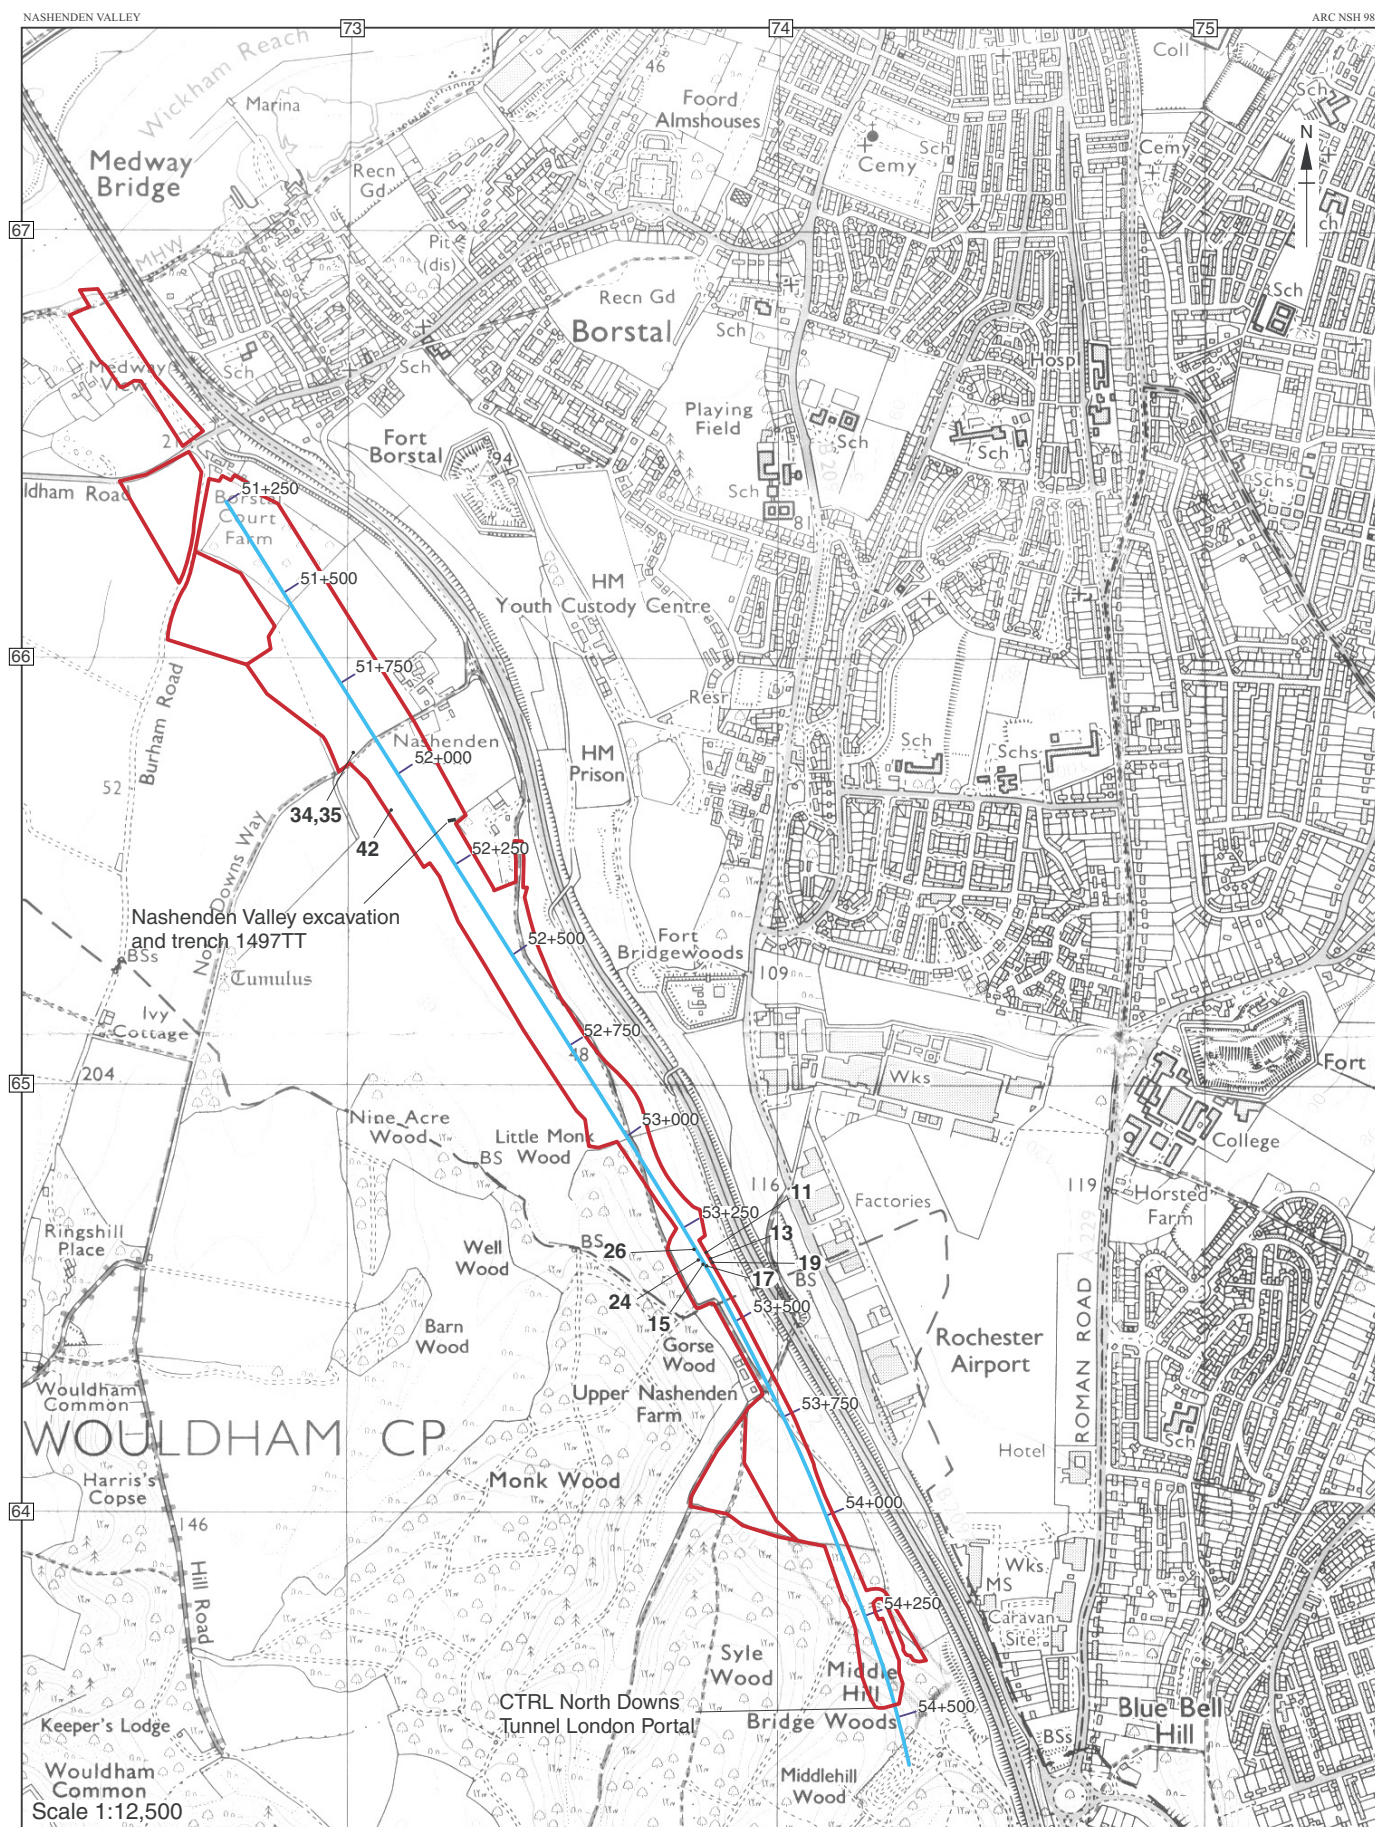 NASHENDEN VALLEY
ARC NSH 98
73
74
75
Wickham Reach
Marina
46
Foord
Almshouses
Coll
Sch
N
Medway
Bridge
Recn
Gd
Cemy
Sch
Cemy
67
MHW
Pit
(dis)
Recn Gd
Borstal
Sch
Sch
Hospl
Medway
View
Sch
Sch
Playing
Field
Sch
Fort
Borstal
94
Sch
Sch
81
Schs
ldham Road
51+250
Borstal
Court
Farm
51+500
HM
Youth Custody Centre
66
51+750
Resr
Burham Road
Nashenden
52+000
HM
Prison
Sch
Schs
52
34,35
42
52+250
North Downs Way
Nashenden Valley excavation
and trench 1497TT
BSs
Tumulus
52+500
Fort
Bridgewoods
109
Ivy
Cottage
52+750
48
Fort
204
65
Wks
Nine Acre
Wood
Little Monk
Wood
BS
53+000
College
116
11
119
Factories
Horsted
Farm
Ringshill
Place
53+250
13
BS
26
Well
Wood
19
17
BS
24
15
53+500
Barn
Wood
Gorse
Wood
Rochester
Airport
ROMAN ROAD
A 229
Wouldham
Common
Upper Nashenden
Farm
53+750
WOULDHAM CP
Sch
Hotel
Harris's
Copse
Monk Wood
64
146
54+000
Hill Road
Wks
MS
Caravan
Site
54+250
Syle
Wood
Middle
Hill
CTRL North Downs
Tunnel London Portal
54+500
Bridge Woods
Blue Bell
Hill
Keeper's Lodge
BSs
Wouldham
Common
Middlehill
Wood
Scale 1:12,500